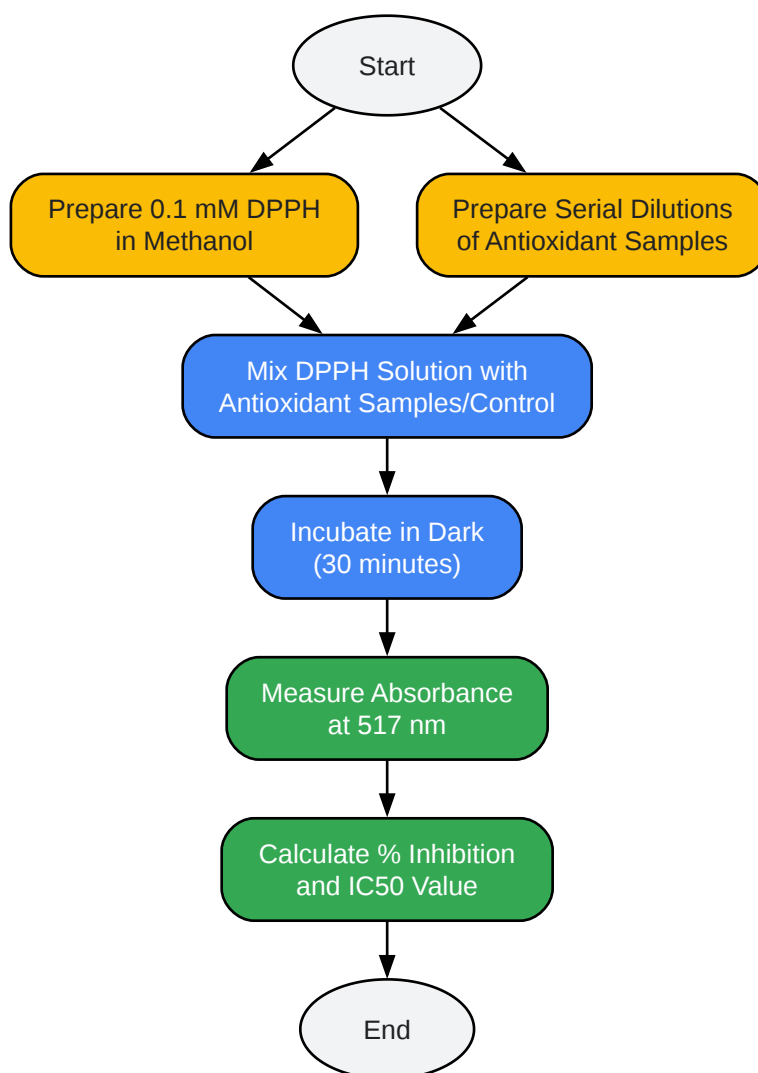 Start
Prepare 0.1 mM DPPH
in Methanol
Prepare Serial Dilutions
of Antioxidant Samples
Mix DPPH Solution with
Antioxidant Samples/Control
Incubate in Dark
(30 minutes)
Measure Absorbance
at 517 nm
Calculate % Inhibition
and IC50 Value
End